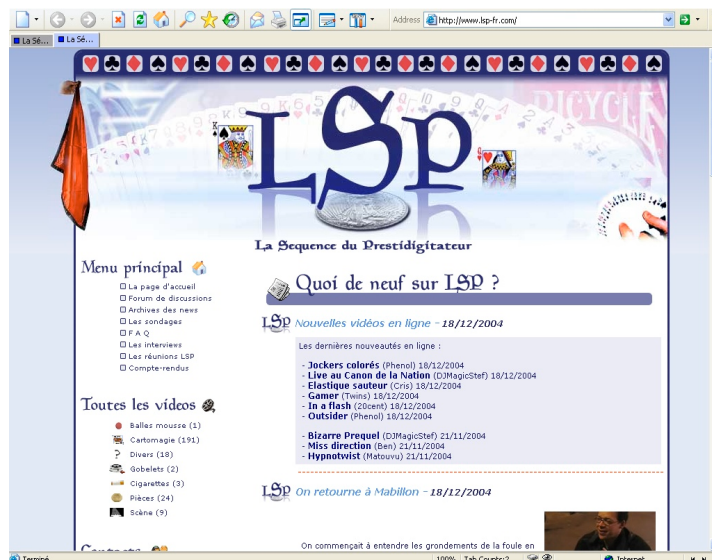 Address http://www.lsp-fr.com/
La Sé... La Sé...
BICYCLE
LSP
La Sequence du Prestidigitateur
Menu principal
La page d'accueil
Forum de discussions
Archives des news
Les sondages
F A Q
Les interviews
Les réunions LSP
Compte-rendus
Toutes les videos
Balles mousse (1)
Cartomagie (191)
Divers (18)
Gobelets (2)
Cigarettes (3)
Pièces (24)
Scène (9)
Quoi de neuf sur LSP ?
LSP Nouvelles vidéos en ligne - 18/12/2004
Les dernières nouveautés en ligne :
- Jockers colorés (Phenol) 18/12/2004
- Live au Canon de la Nation (DJMagicStef) 18/12/2004
- Elastique sauteur (Cris) 18/12/2004
- Gamer (Twins) 18/12/2004
- In a flash (20cent) 18/12/2004
- Outsider (Phenol) 18/12/2004
- Bizarre Prequel (DJMagicStef) 21/11/2004
- Miss direction (Ben) 21/11/2004
- Hypnotwist (Matouvu) 21/11/2004
LSP On retourne à Mabillon - 18/12/2004
On commençait à entendre les grondements de la foule en
Terminé 100% Tab Counts:2 Internet